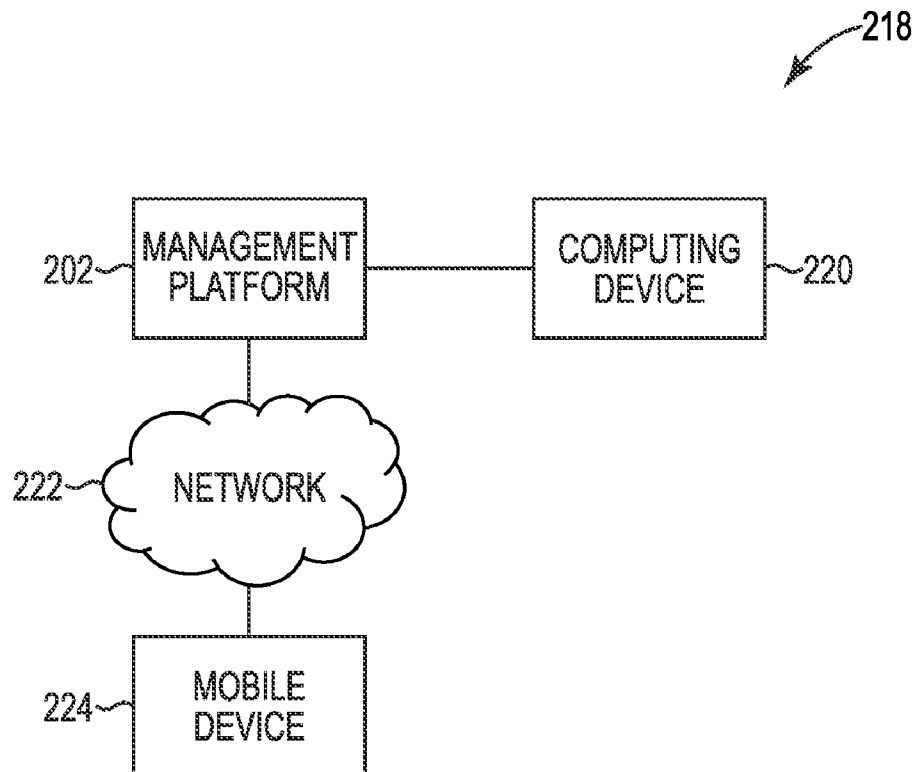 218
MANAGEMENT
PLATFORM
202
COMPUTING
DEVICE
220
222
NETWORK
224
MOBILE
DEVICE